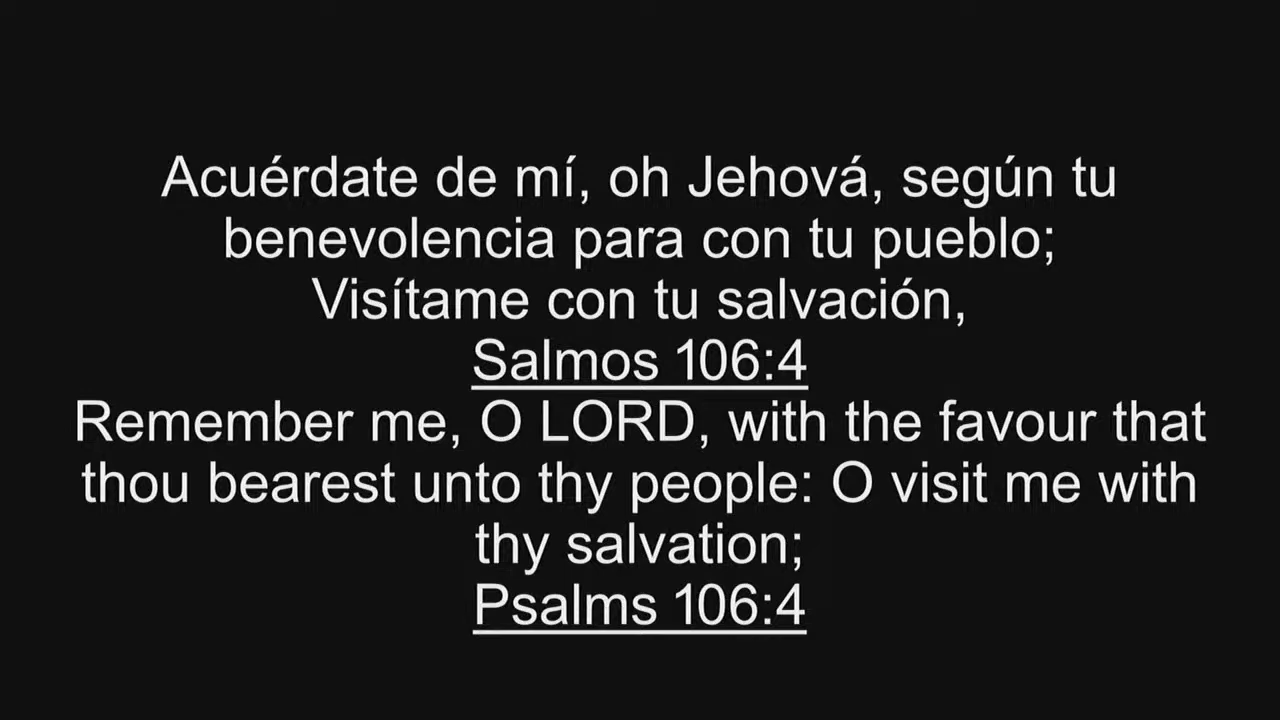 Acuérdate de mí, oh Jehová, según tu
benevolencia para con tu pueblo;
Visítame con tu salvación,
Salmos 106:4
Remember me, O LORD, with the favour that
thou bearest unto thy people: O visit me with
thy salvation;
Psalms 106:4